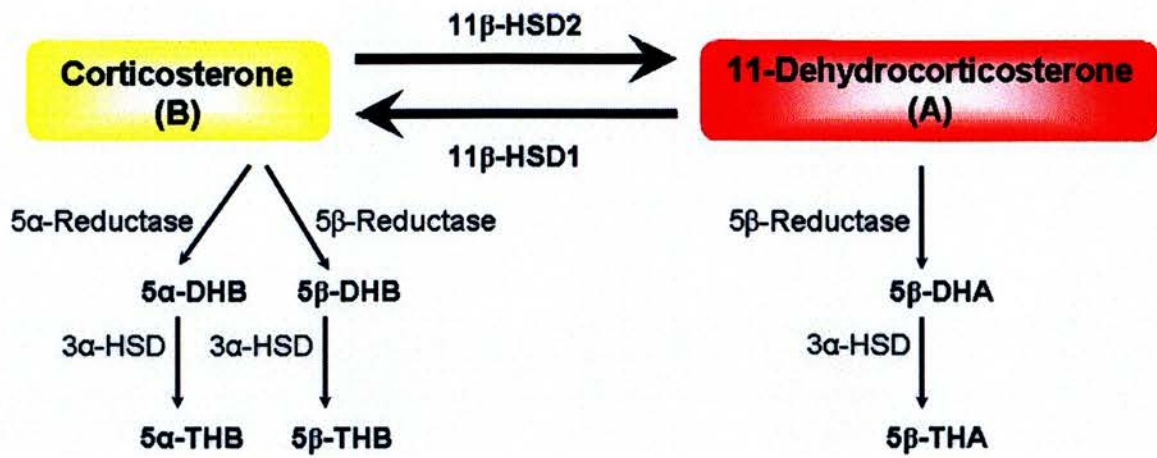 11β-HSD2
Corticosterone
(B)
11-Dehydrocorticosterone
(A)
11β-HSD1
5α-Reductase
5β-Reductase
5β-Reductase
5α-DHB
5β-DHB
5β-DHA
3α-HSD
3α-HSD
3α-HSD
5α-THB
5β-THB
5β-THA